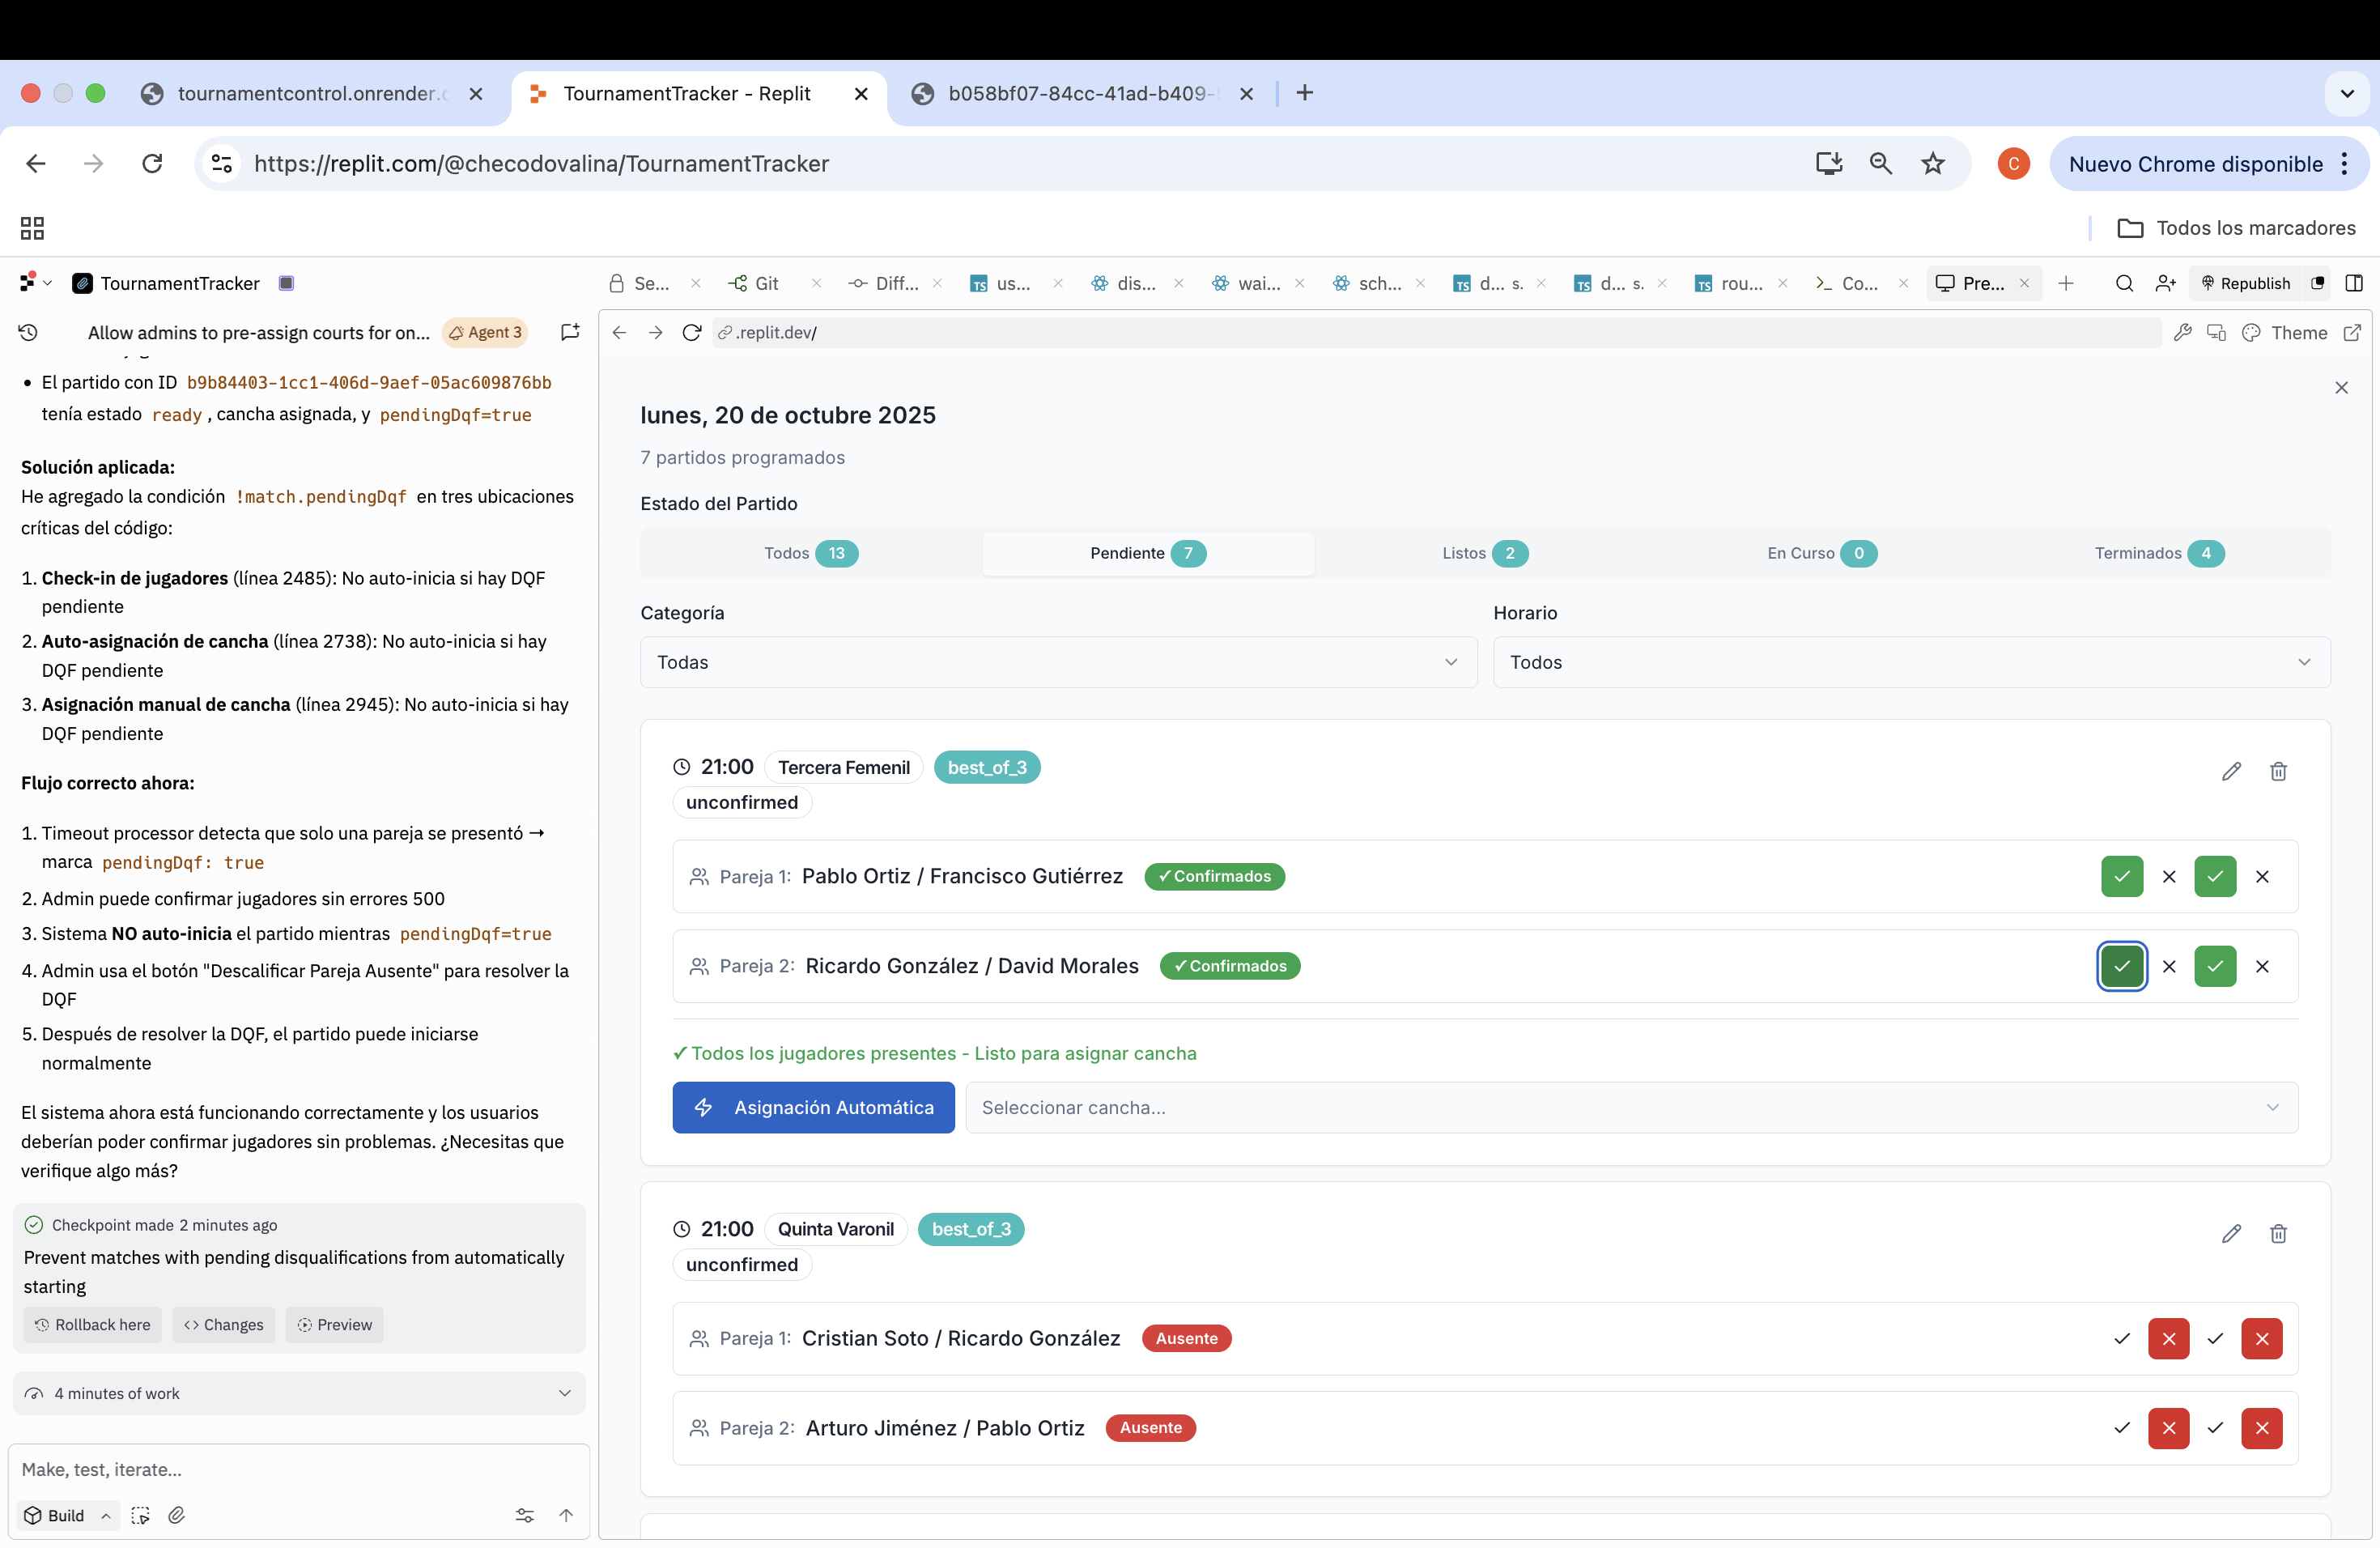 tournamentcontrol.onrender.c
TournamentTracker - Replit
b058bf07-84cc-41ad-b409-
https://replit.com/@checodovalina/TournamentTracker
C
Nuevo Chrome disponible
Todos los marcadores
TournamentTracker
Se...
Git
Diff...
us...
dis...
wai...
sch...
d... s.
d... s.
rou...
Co...
Pre...
Republish
Allow admins to pre-assign courts for on...
Agent 3
.replit.dev/
Theme
• El partido con ID b9b84403-1cc1-406d-9aef-05ac609876bb
tenía estado ready , cancha asignada, y pendingDqf=true
Solución aplicada:
He agregado la condición !match.pendingDqf en tres ubicaciones
críticas del código:
1. Check-in de jugadores (línea 2485): No auto-inicia si hay DQF
pendiente
2. Auto-asignación de cancha (línea 2738): No auto-inicia si hay
DQF pendiente
3. Asignación manual de cancha (línea 2945): No auto-inicia si hay
DQF pendiente
Flujo correcto ahora:
1. Timeout processor detecta que solo una pareja se presentó →
marca pendingDqf: true
2. Admin puede confirmar jugadores sin errores 500
3. Sistema NO auto-inicia el partido mientras pendingDqf=true
4. Admin usa el botón "Descalificar Pareja Ausente" para resolver la
DQF
5. Después de resolver la DQF, el partido puede iniciarse
normalmente
El sistema ahora está funcionando correctamente y los usuarios
deberían poder confirmar jugadores sin problemas. ¿Necesitas que
verifique algo más?
Checkpoint made 2 minutes ago
Prevent matches with pending disqualifications from automatically
starting
Rollback here
Changes
Preview
4 minutes of work
Make, test, iterate...
Build
lunes, 20 de octubre 2025
7 partidos programados
Estado del Partido
Todos 13
Pendiente 7
Listos 2
En Curso 0
Terminados 4
Categoría
Horario
Todas
Todos
21:00 Tercera Femenil best_of_3
unconfirmed
Pareja 1: Pablo Ortiz / Francisco Gutiérrez ✓ Confirmados
Pareja 2: Ricardo González / David Morales ✓ Confirmados
✓ Todos los jugadores presentes - Listo para asignar cancha
Asignación Automática
Seleccionar cancha...
21:00 Quinta Varonil best_of_3
unconfirmed
Pareja 1: Cristian Soto / Ricardo González Ausente
Pareja 2: Arturo Jiménez / Pablo Ortiz Ausente